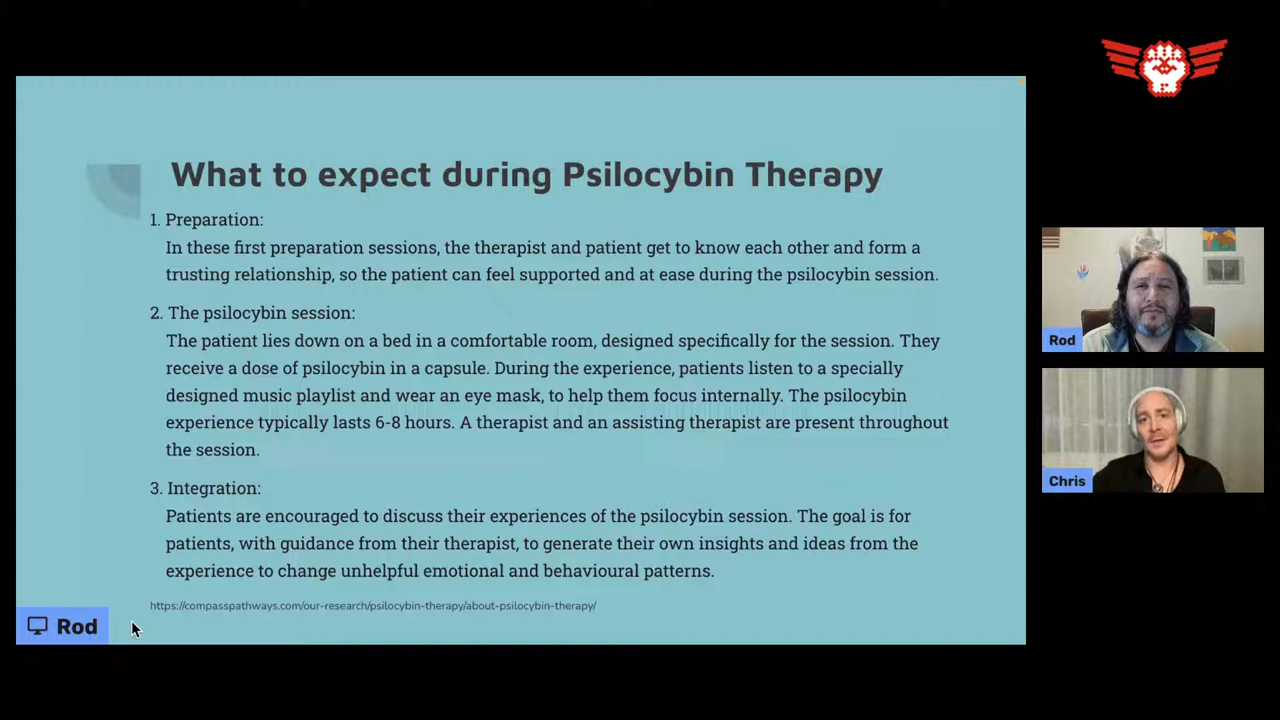 What to expect during Psilocybin Therapy
1. Preparation:
In these first preparation sessions, the therapist and patient get to know each other and form a
trusting relationship, so the patient can feel supported and at ease during the psilocybin session.
2. The psilocybin session:
The patient lies down on a bed in a comfortable room, designed specifically for the session. They
receive a dose of psilocybin in a capsule. During the experience, patients listen to a specially
designed music playlist and wear an eye mask, to help them focus internally. The psilocybin
experience typically lasts 6-8 hours. A therapist and an assisting therapist are present throughout
the session.
3. Integration:
Patients are encouraged to discuss their experiences of the psilocybin session. The goal is for
patients, with guidance from their therapist, to generate their own insights and ideas from the
experience to change unhelpful emotional and behavioural patterns.
https://compasspathways.com/our-research/psilocybin-therapy/about-psilocybin-therapy/
Rod
Rod
Chris